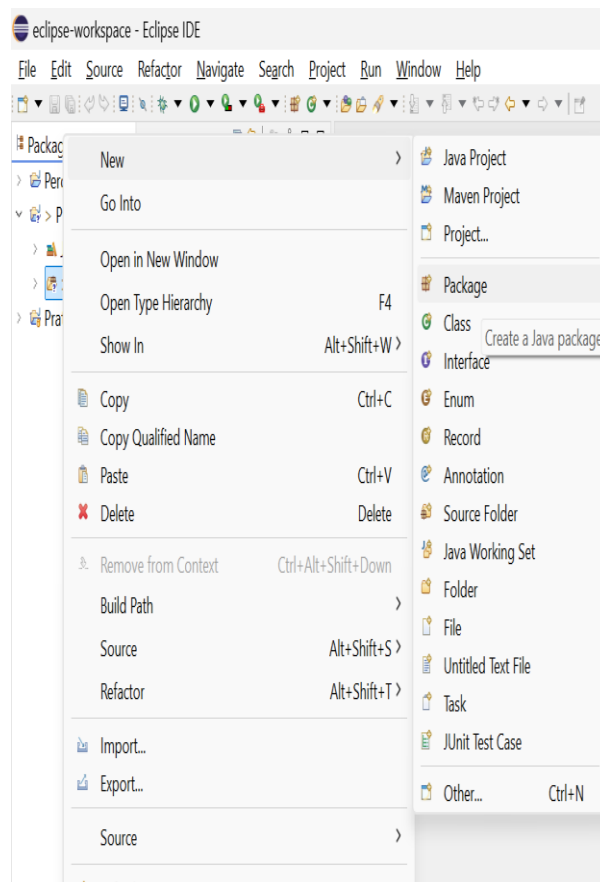 eclipse-workspace - Eclipse IDE
File Edit Source Refactor Navigate Search Project Run Window Help
New
Go Into
Open in New Window
Open Type Hierarchy F4
Show In Alt+Shift+W
Copy Ctrl+C
Copy Qualified Name
Paste Ctrl+V
Delete Delete
Remove from Context Ctrl+Alt+Shift+Down
Build Path
Source Alt+Shift+S
Refactor Alt+Shift+T
Import...
Export...
Source
Java Project
Maven Project
Project...
Package
Class
Create a Java package
Interface
Enum
Record
Annotation
Source Folder
Java Working Set
Folder
File
Untitled Text File
Task
JUnit Test Case
Other... Ctrl+N